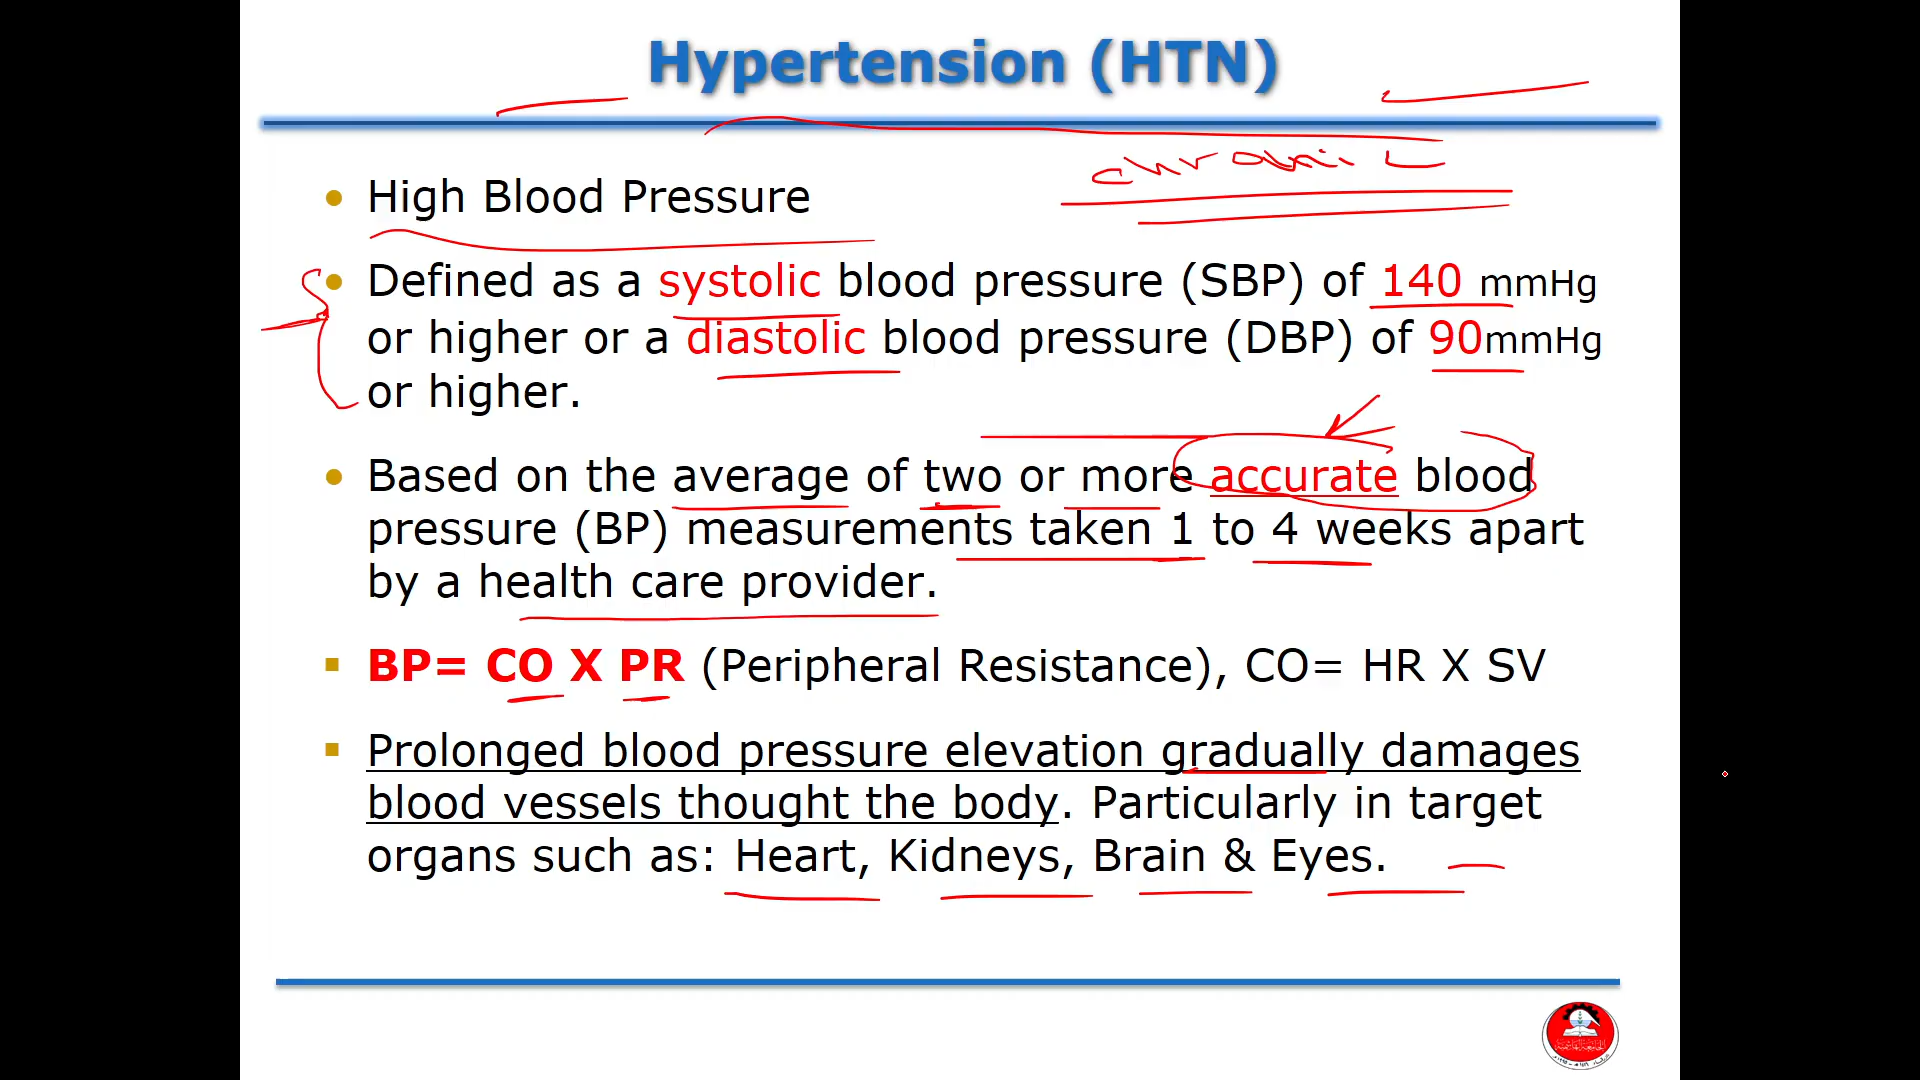 Hypertension (HTN)
chronic
High Blood Pressure
Defined as a systolic blood pressure (SBP) of 140 mmHg
or higher or a diastolic blood pressure (DBP) of 90mmHg
or higher.
Based on the average of two or more accurate blood
pressure (BP) measurements taken 1 to 4 weeks apart
by a health care provider.
BP= CO X PR (Peripheral Resistance), CO= HR X SV
Prolonged blood pressure elevation gradually damages
blood vessels thought the body. Particularly in target
organs such as: Heart, Kidneys, Brain & Eyes.
الجامعة الهاشمية